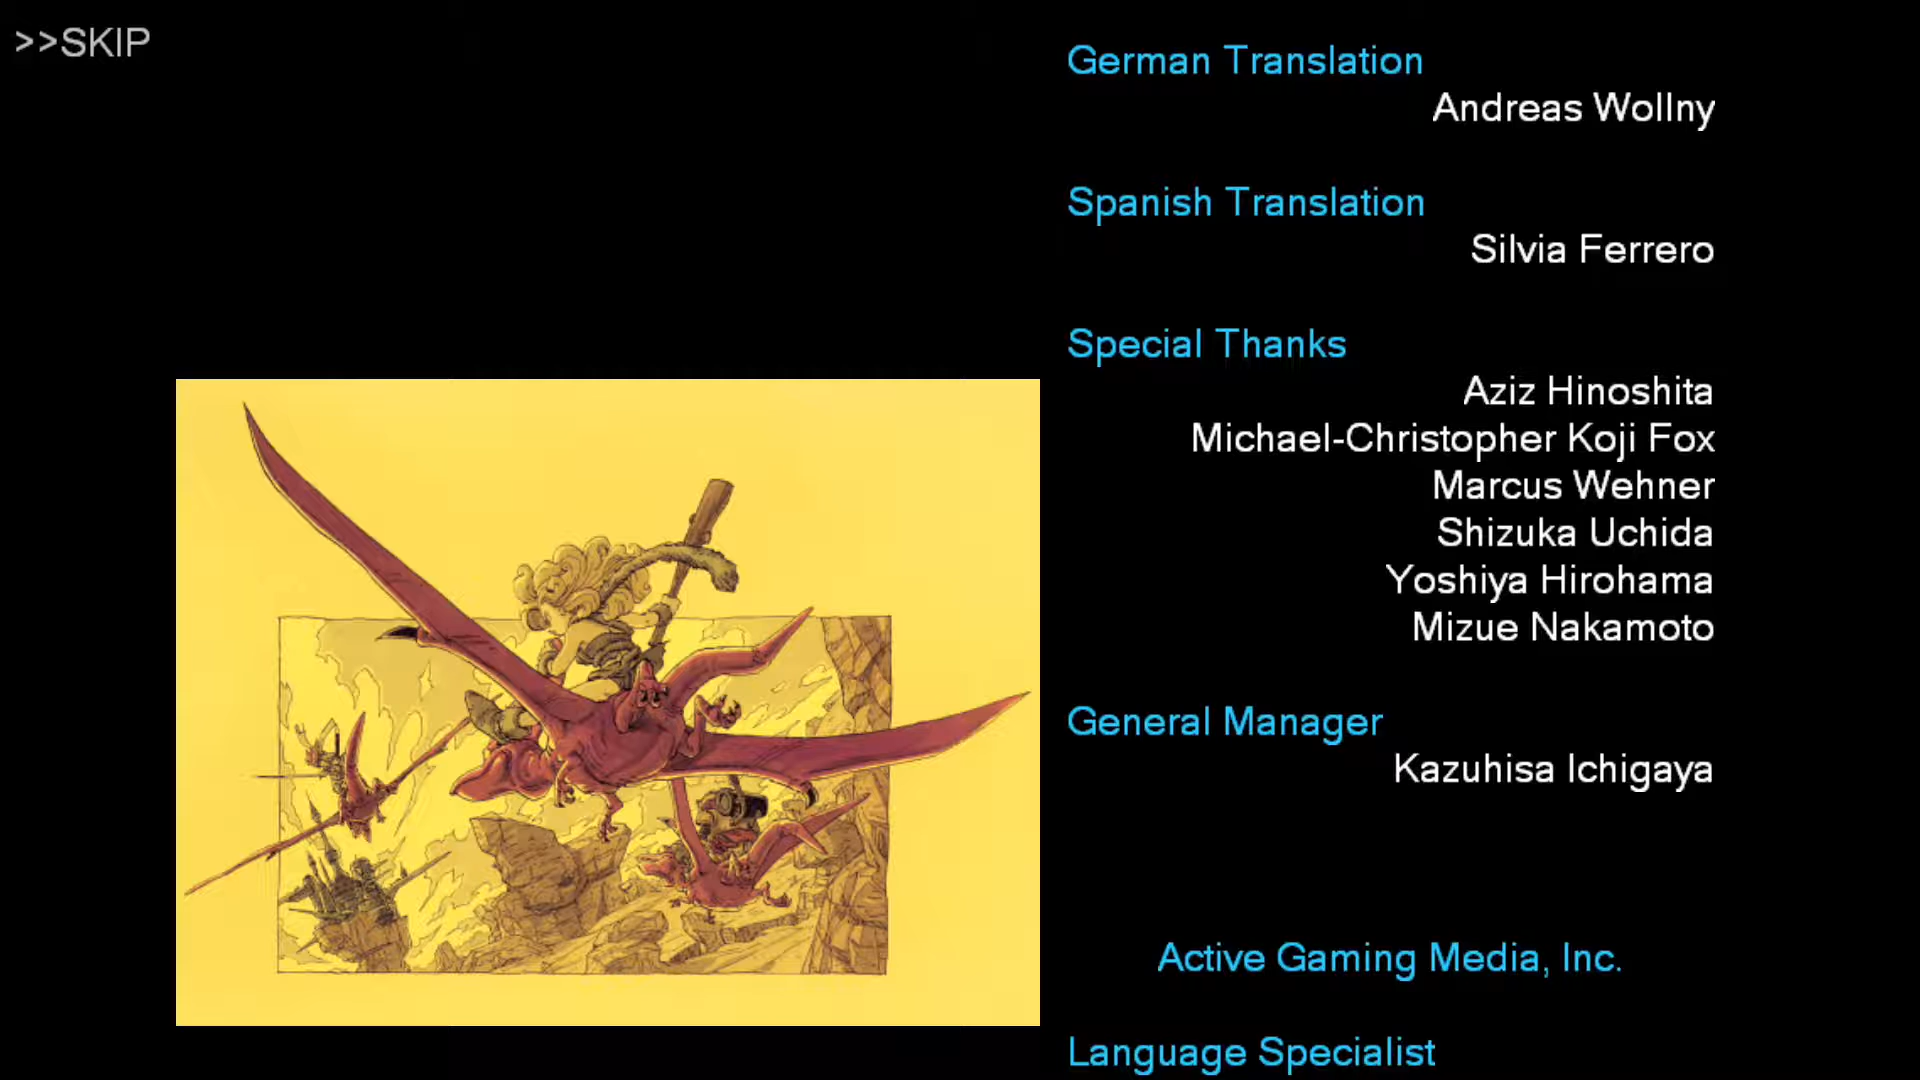 >>SKIP
German Translation
Andreas Wollny
Spanish Translation
Silvia Ferrero
Special Thanks
Aziz Hinoshita
Michael-Christopher Koji Fox
Marcus Wehner
Shizuka Uchida
Yoshiya Hirohama
Mizue Nakamoto
General Manager
Kazuhisa Ichigaya
Active Gaming Media, Inc.
Language Specialist